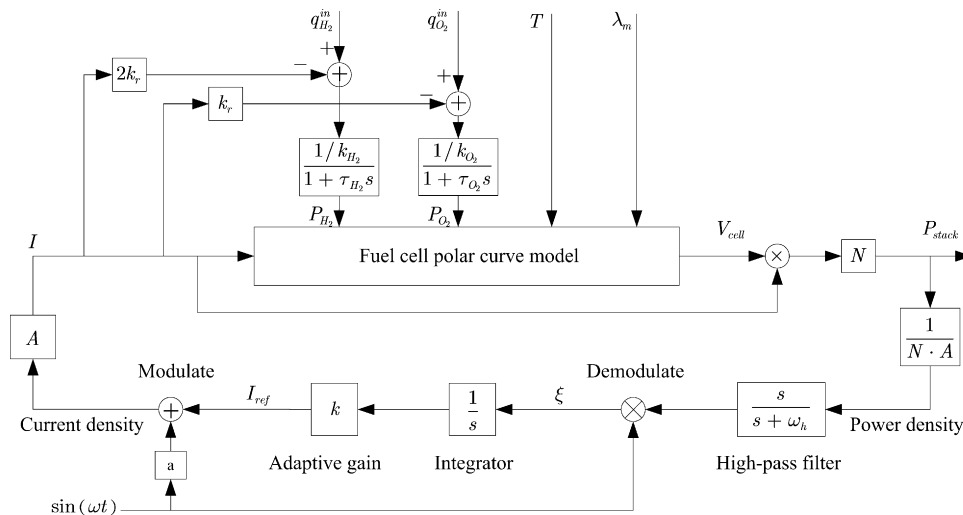 q_{H_2}^{in} q_{O_2}^{in} T λ_m
+ +
2k_r − +
k_r − +
1/k_{H_2} 1/k_{O_2}
1 + τ_{H_2}s 1 + τ_{O_2}s
P_{H_2} P_{O_2}
I Fuel cell polar curve model V_{cell} × N P_{stack}
A
1
N · A
Modulate Demodulate
+ I_{ref} k 1 ξ × s
s s + ω_h
Current density Power density
a Adaptive gain Integrator High-pass filter
sin(ωt)